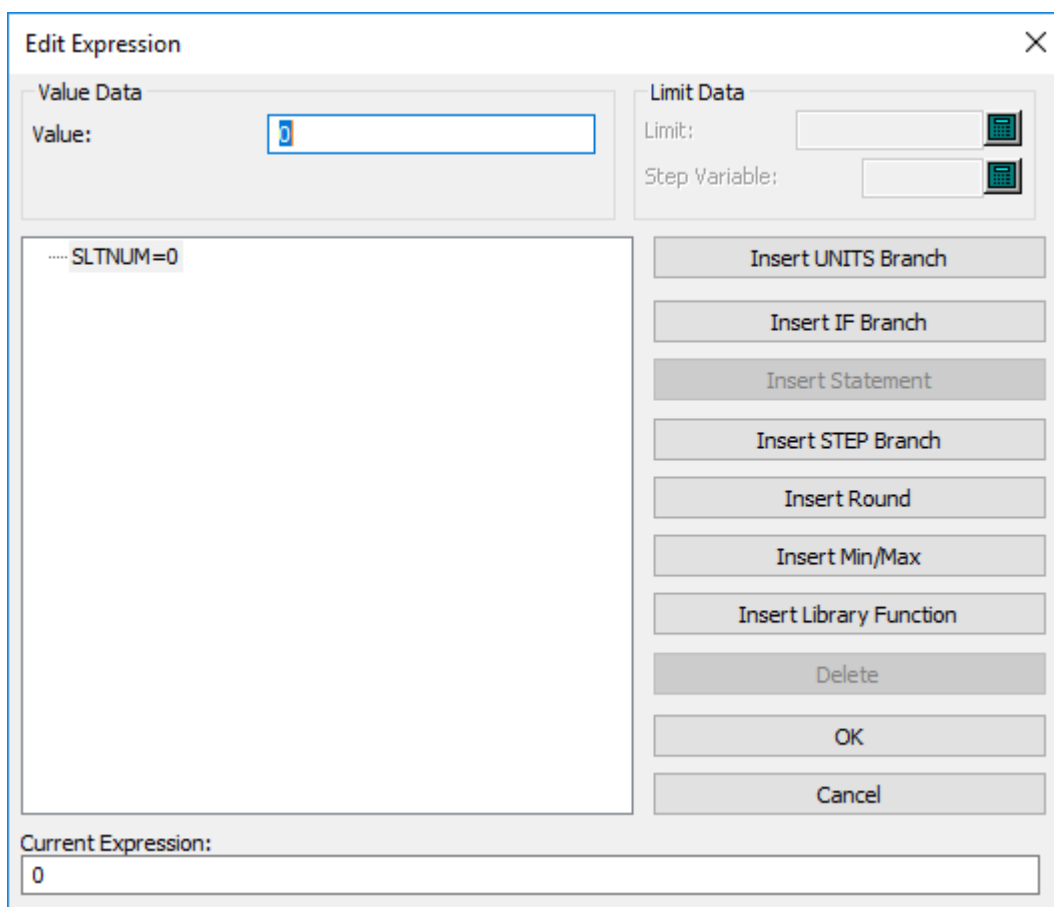 Edit Expression
Value Data
Value:
0
Limit Data
Limit:
Step Variable:
SLTNUM=0
Insert UNITS Branch
Insert IF Branch
Insert Statement
Insert STEP Branch
Insert Round
Insert Min/Max
Insert Library Function
Delete
OK
Cancel
Current Expression:
0